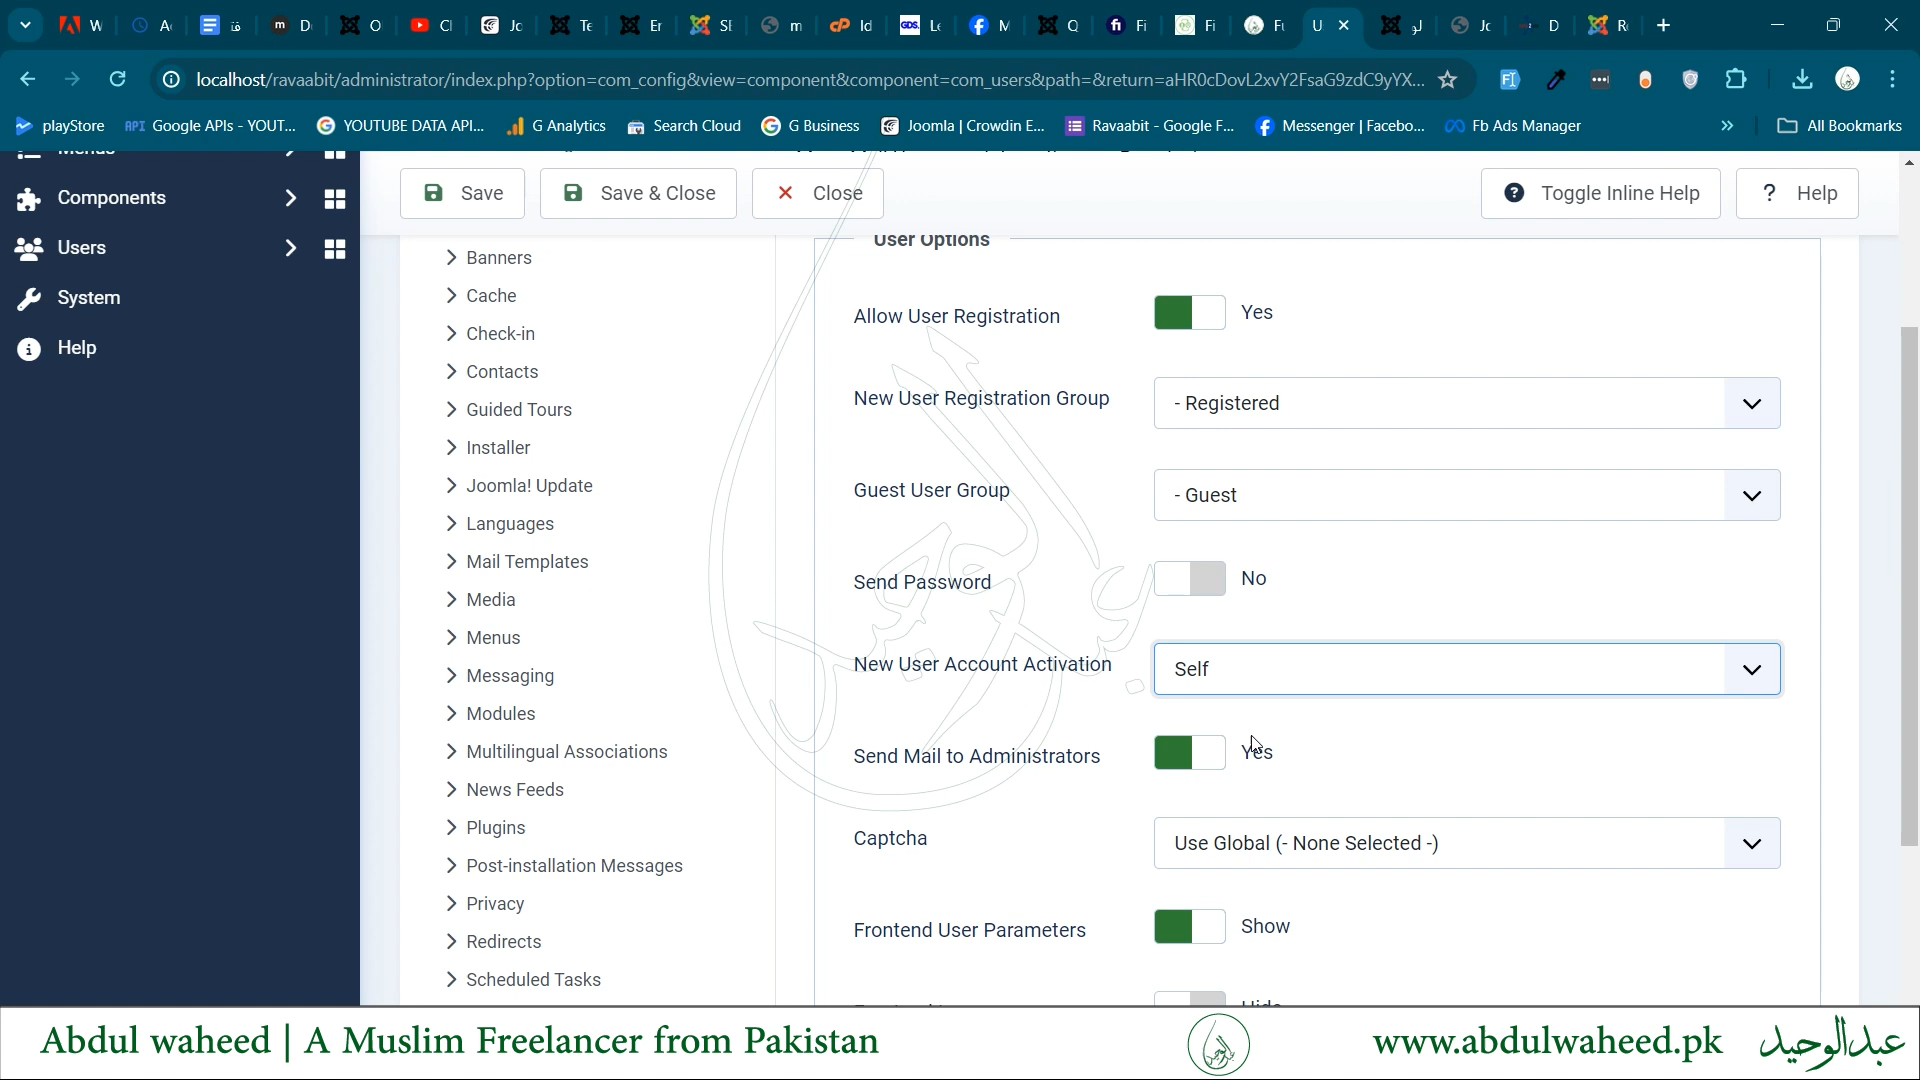 localhost/ravaabit/administrator/index.php?option=com_config&view=component&component=com_users&path=&return=aHR0cDovL2xvY2FsaG9zdC9yYX...
playStore
Google APIs - YOUT...
YOUTUBE DATA API...
G Analytics
Search Cloud
G Business
Joomla | Crowdin E...
Ravaabit - Google F...
Messenger | Facebo...
Fb Ads Manager
All Bookmarks
Components
Users
System
Help
Save
Save & Close
Close
Toggle Inline Help
? Help
Banners
Cache
Check-in
Contacts
Guided Tours
Installer
Joomla! Update
Languages
Mail Templates
Media
Menus
Messaging
Modules
Multilingual Associations
News Feeds
Plugins
Post-installation Messages
Privacy
Redirects
Scheduled Tasks
User Options
Allow User Registration Yes
New User Registration Group - Registered
Guest User Group - Guest
Send Password No
New User Account Activation Self
Send Mail to Administrators Yes
Captcha Use Global (- None Selected -)
Frontend User Parameters Show
Abdul waheed | A Muslim Freelancer from Pakistan
www.abdulwaheed.pk
عبدالوحید